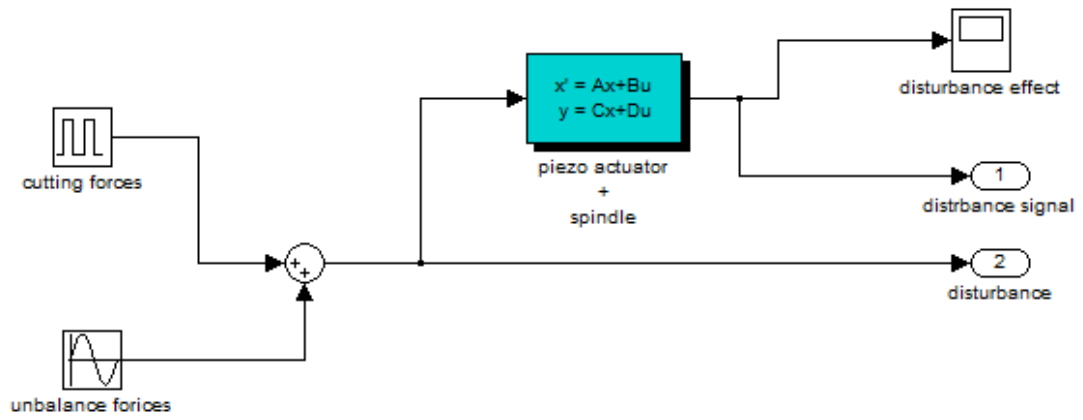 x' = Ax+Bu
y = Cx+Du
disturbance effect
cutting forces
piezo actuator
+
spindle
1
distrbance signal
+
+
2
disturbance
unbalance forices